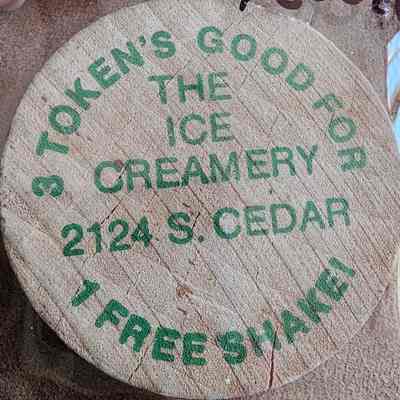 3 TOKEN'S GOOD FOR
THE
ICE
CREAMERY
2124 S. CEDAR
1 FREE SHAKE!